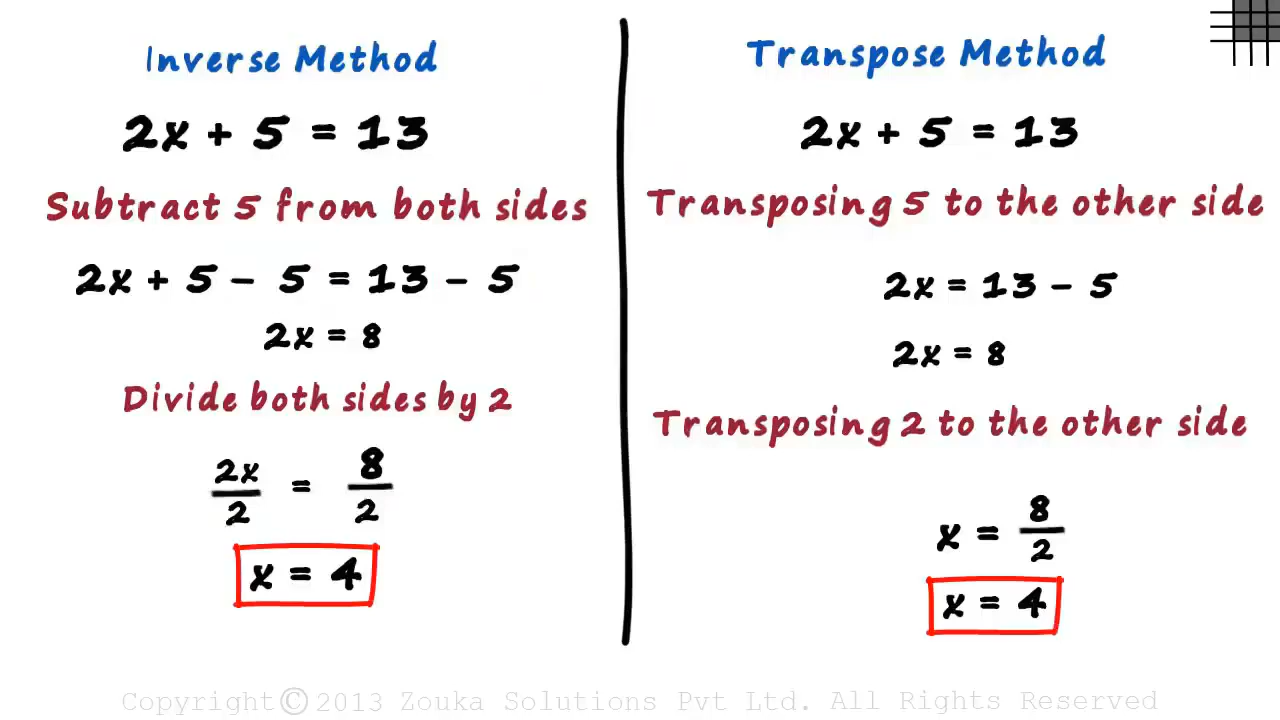 Inverse Method
2x + 5 = 13
Subtract 5 from both sides
2x + 5 – 5 = 13 – 5
2x = 8
Divide both sides by 2
2x/2 = 8/2
x = 4
Transpose Method
2x + 5 = 13
Transposing 5 to the other side
2x = 13 – 5
2x = 8
Transposing 2 to the other side
x = 8/2
x = 4
Copyright© 2013 Zouka Solutions Pvt Ltd. All Rights Reserved